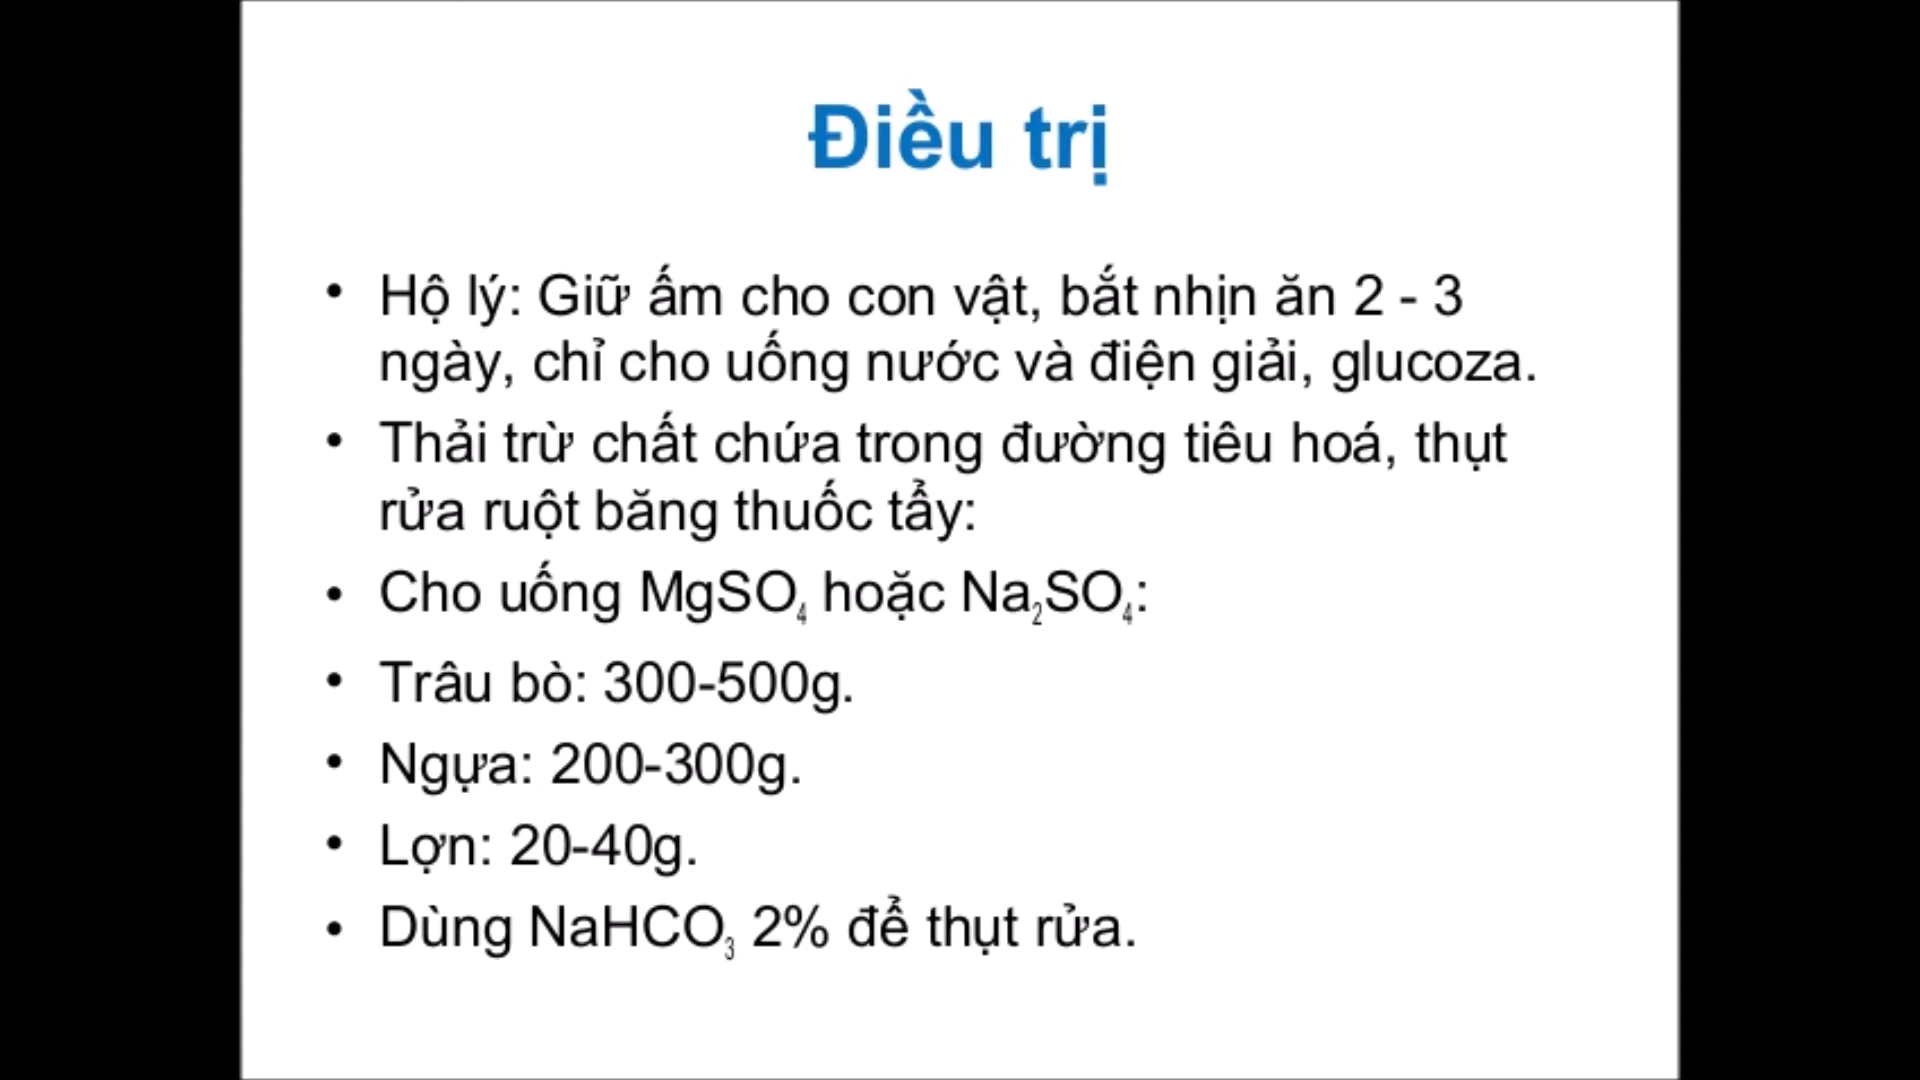 Điều trị
• Hộ lý: Giữ ấm cho con vật, bắt nhịn ăn 2 - 3
ngày, chỉ cho uống nước và điện giải, glucoza.
• Thải trừ chất chứa trong đường tiêu hoá, thụt
rửa ruột băng thuốc tẩy:
• Cho uống MgSO₄ hoặc Na₂SO₄:
• Trâu bò: 300-500g.
• Ngựa: 200-300g.
• Lợn: 20-40g.
• Dùng NaHCO₃ 2% để thụt rửa.